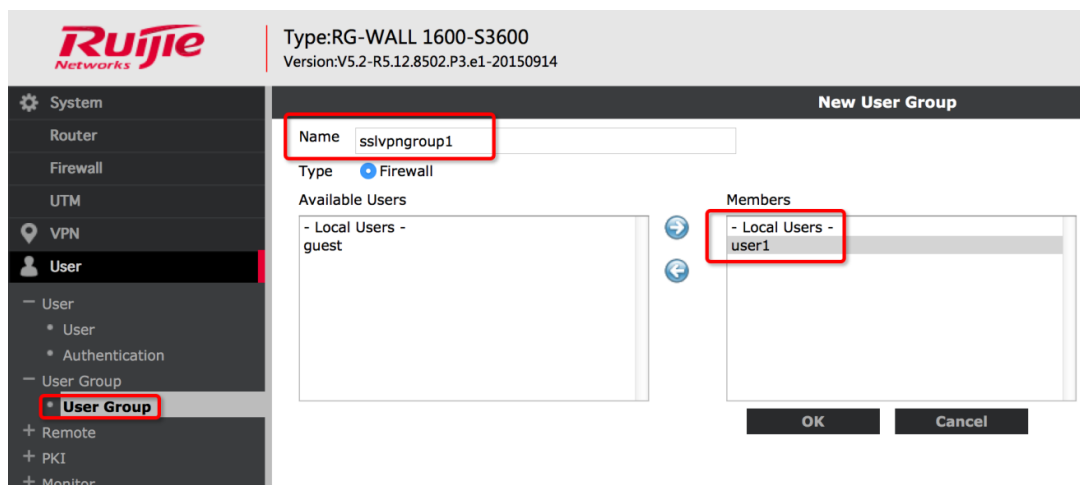 Ruijie
Networks
Type:RG-WALL 1600-S3600
Version:V5.2-R5.12.8502.P3.e1-20150914
System
Router
Firewall
UTM
VPN
User
User
User
Authentication
User Group
User Group
Remote
PKI
Monitor
New User Group
Name sslvpngroup1
Type Firewall
Available Users Members
- Local Users - - Local Users -
guest user1
OK Cancel